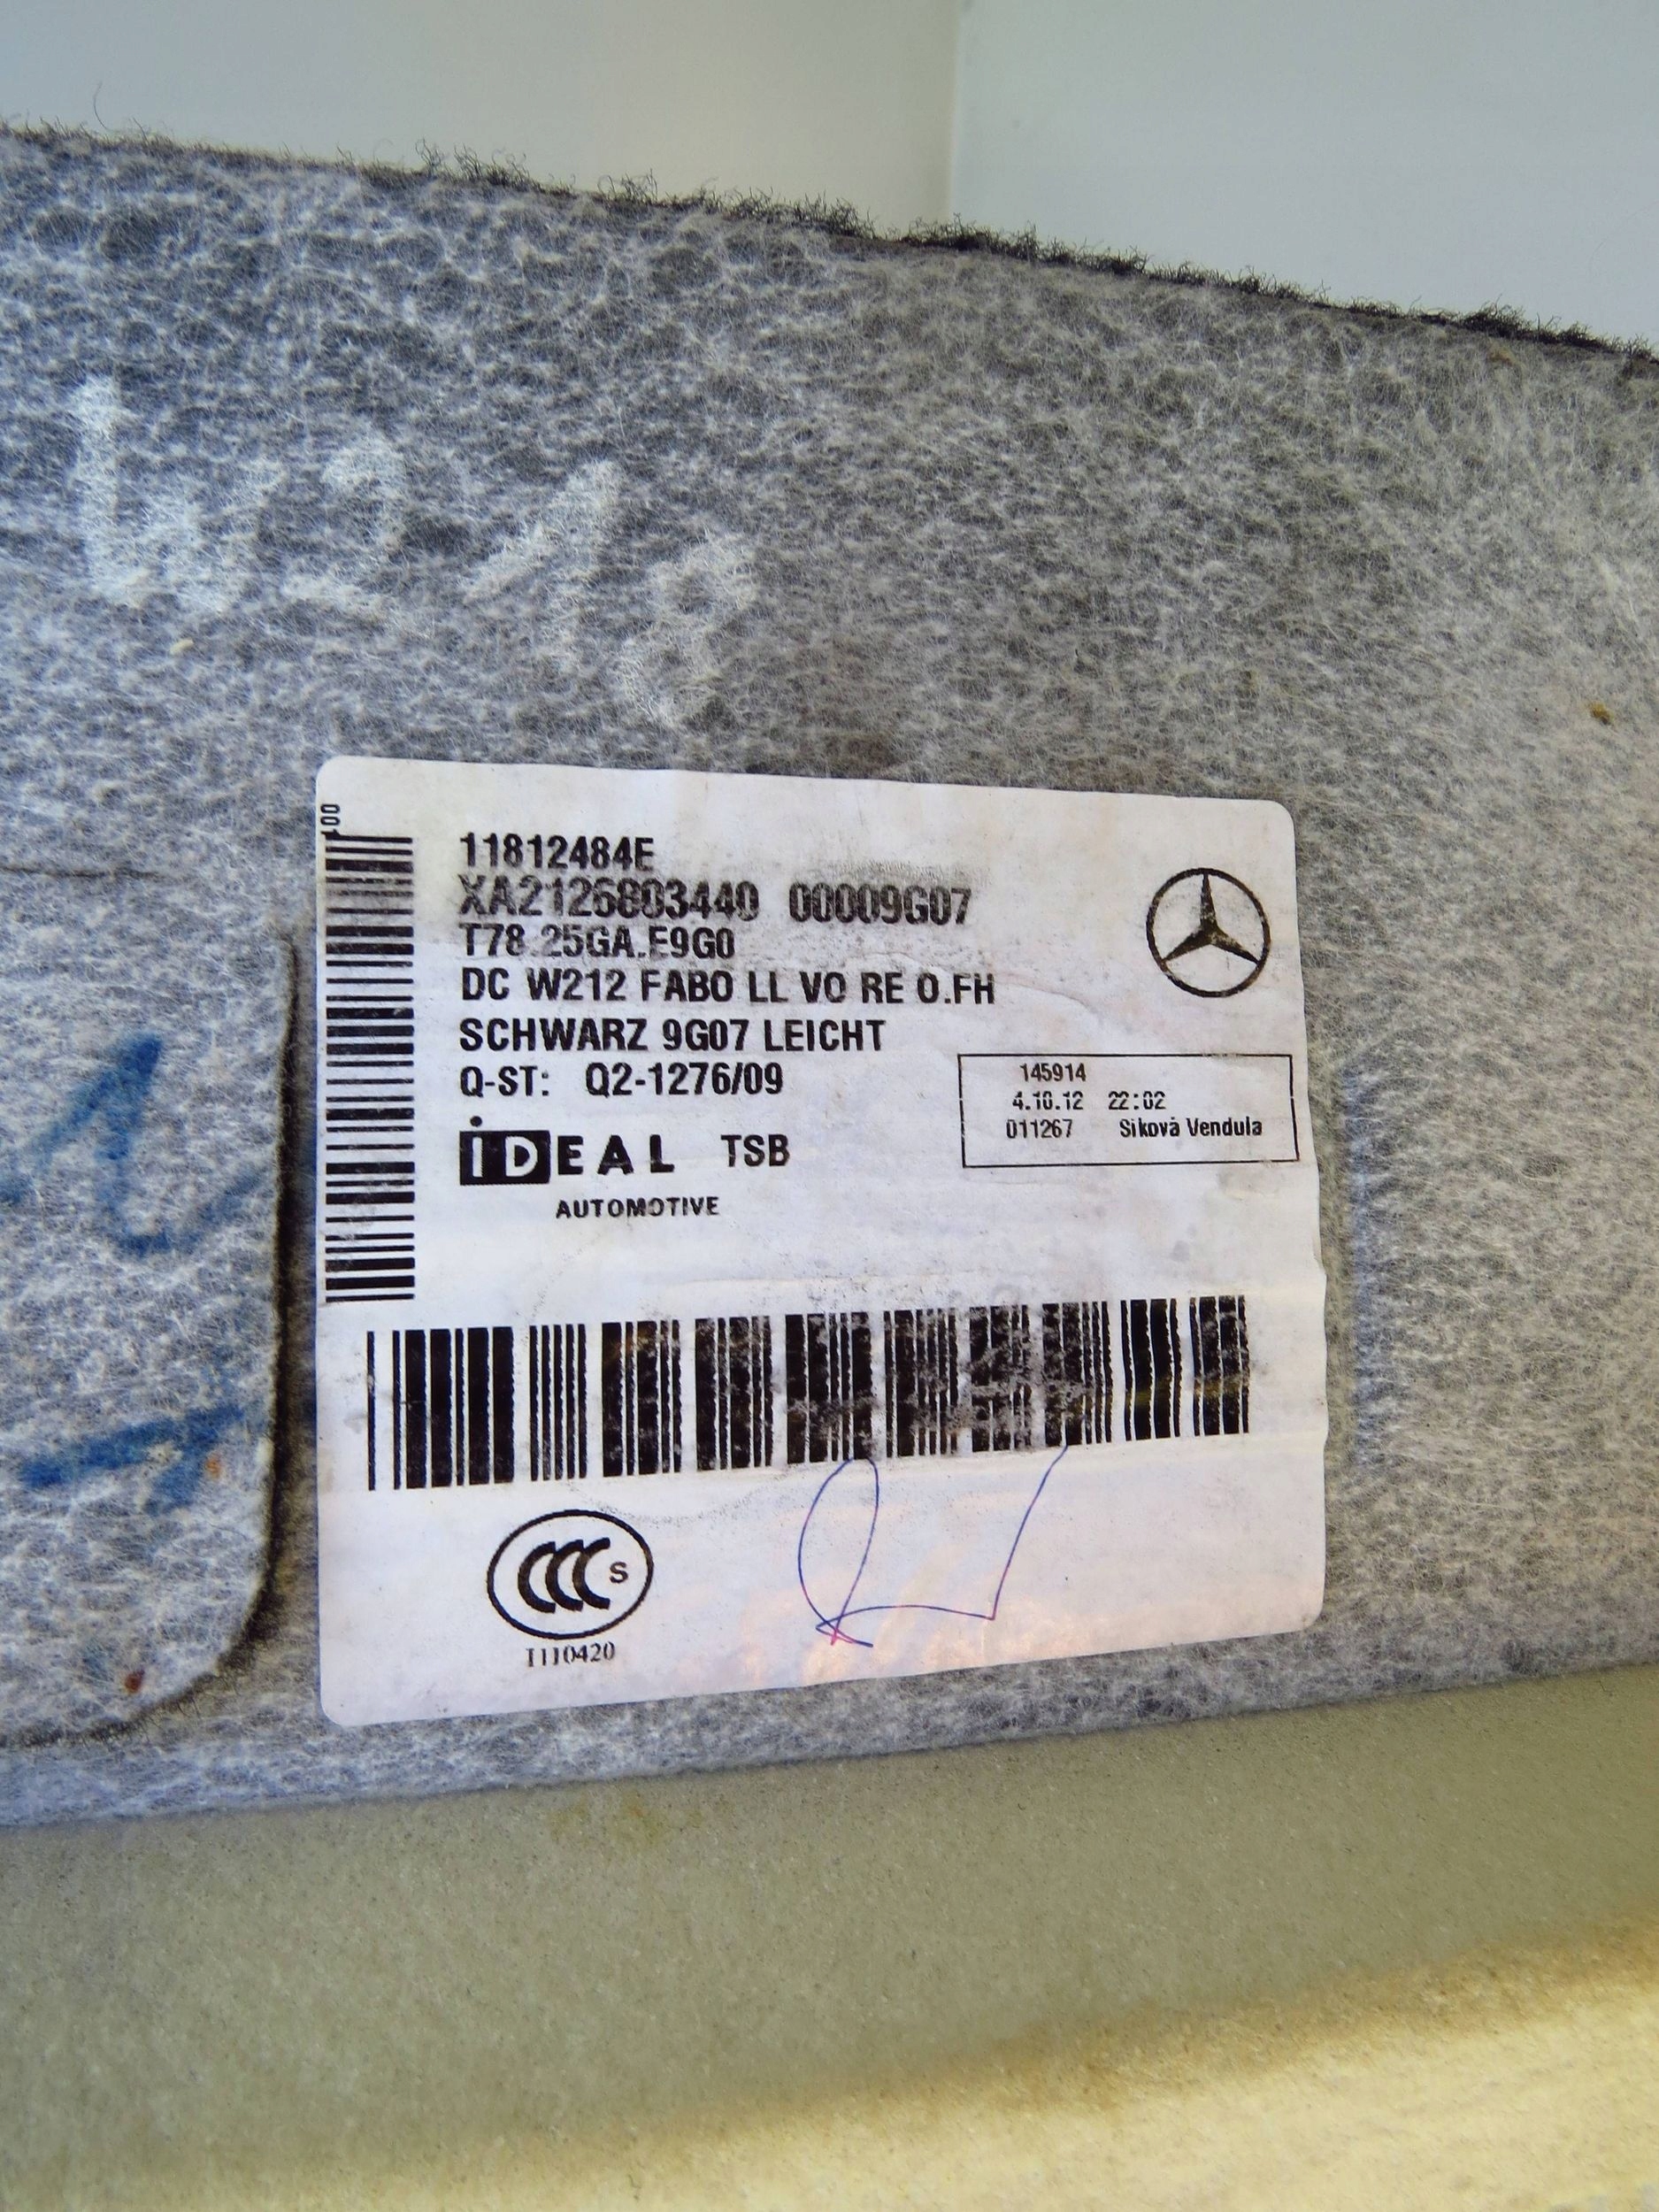 001
11812484E
XA2126803440 00009G07
T78.25GA.E9G0
DC W212 FABO LL VO RE O.FH
SCHWARZ 9G07 LEICHT
Q-ST: Q2-1276/09
145914
4.10.12 22:02
011267 Siková Vendula
IDEAL TSB
AUTOMOTIVE
CCC S
I110420